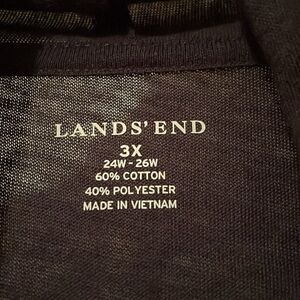 LANDS' END
3X
24W - 26W
60% COTTON
40% POLYESTER
MADE IN VIETNAM